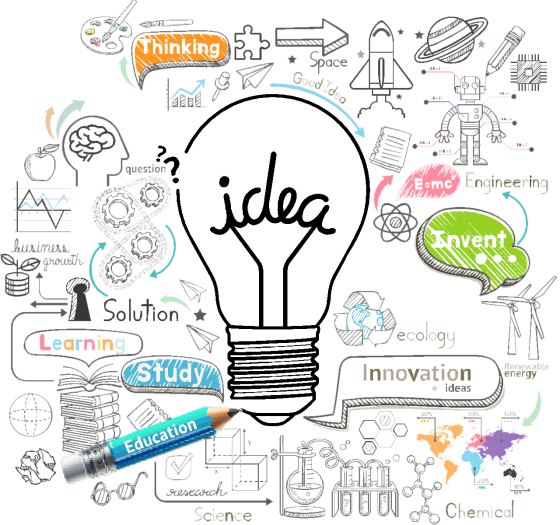 Thinking
Space
Good Idea
question
??
idea
E=mc²
Engineering
Invent
business
growth
Solution
Learning
Study
ecology
Innovation
ideas
Renewable
energy
Education
research
Science
Chemical